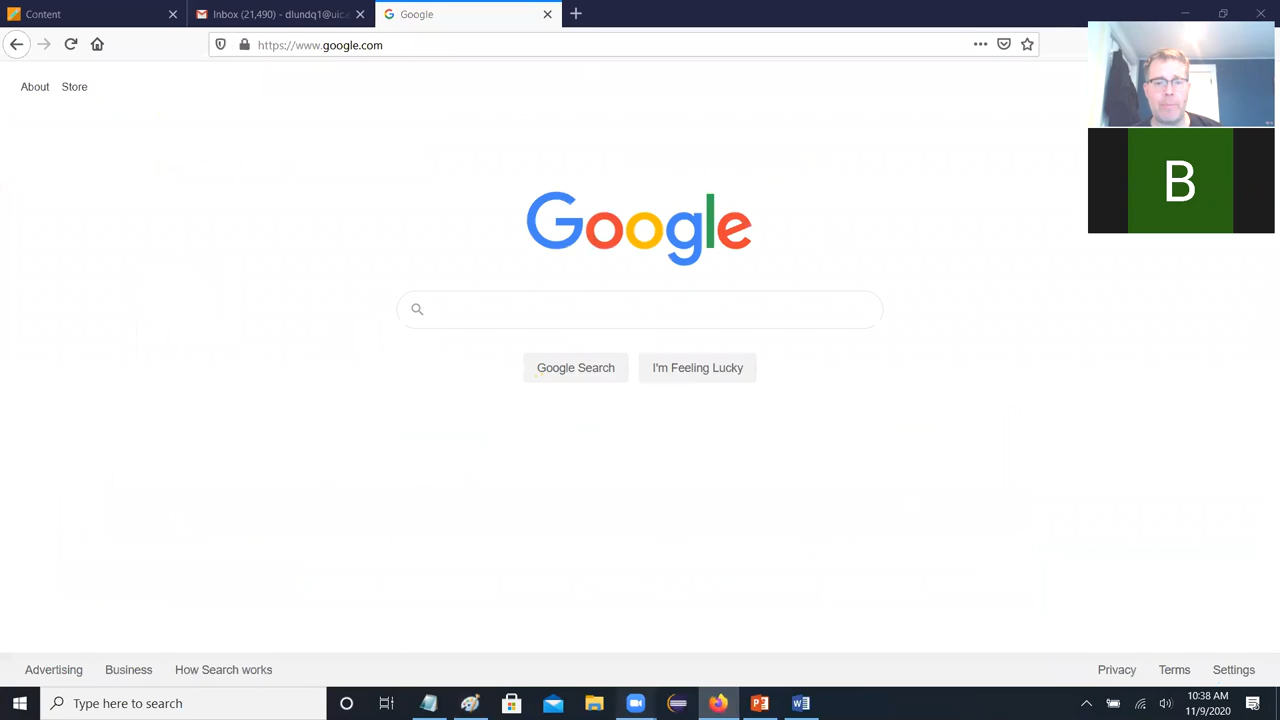 Content
Inbox (21,490) - dlundq1@uic.e
Google
https://www.google.com
About Store
B
Google
Google Search I'm Feeling Lucky
Advertising Business How Search works
Privacy Terms Settings
Type here to search
10:38 AM
11/9/2020